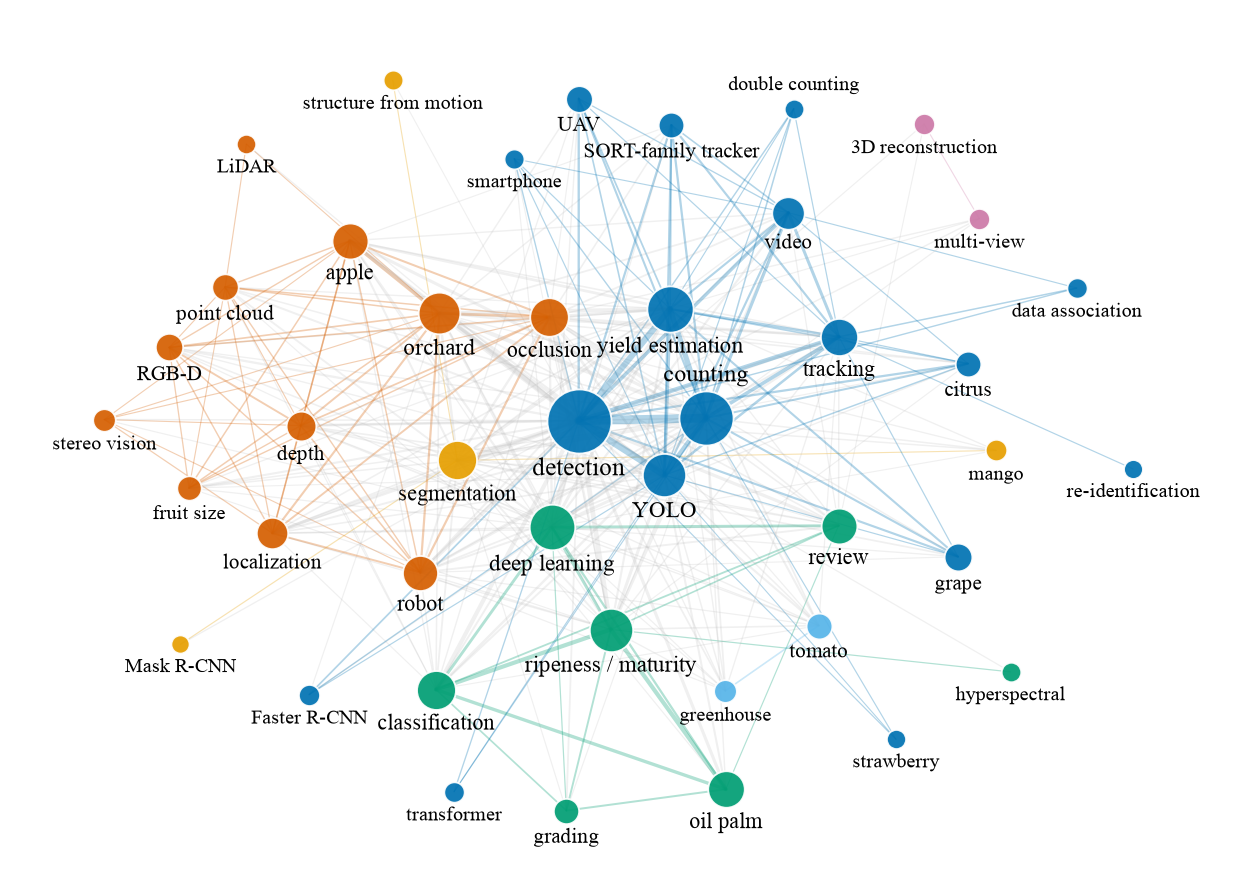 structure from motion
double counting
UAV
SORT-family tracker
3D reconstruction
LiDAR
smartphone
video
multi-view
apple
point cloud
data association
orchard
occlusion
yield estimation
RGB-D
counting
tracking
citrus
stereo vision
depth
detection
segmentation
mango
re-identification
fruit size
YOLO
localization
deep learning
review
grape
robot
Mask R-CNN
ripeness / maturity
tomato
hyperspectral
Faster R-CNN
classification
greenhouse
strawberry
transformer
grading
oil palm